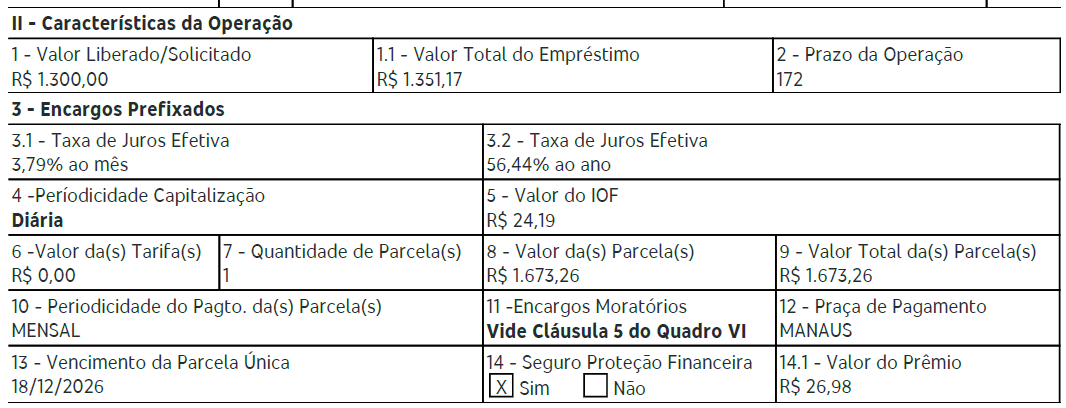 II - Características da Operação
1 - Valor Liberado/Solicitado
R$ 1.300,00
1.1 - Valor Total do Empréstimo
R$ 1.351,17
2 - Prazo da Operação
172
3 - Encargos Prefixados
3.1 - Taxa de Juros Efetiva
3,79% ao mês
3.2 - Taxa de Juros Efetiva
56,44% ao ano
4 -Períodicidade Capitalização
Diária
5 - Valor do IOF
R$ 24,19
6 -Valor da(s) Tarifa(s)
R$ 0,00
7 - Quantidade de Parcela(s)
1
8 - Valor da(s) Parcela(s)
R$ 1.673,26
9 - Valor Total da(s) Parcela(s)
R$ 1.673,26
10 - Periodicidade do Pagto. da(s) Parcela(s)
MENSAL
11 -Encargos Moratórios
Vide Cláusula 5 do Quadro VI
12 - Praça de Pagamento
MANAUS
13 - Vencimento da Parcela Única
18/12/2026
14 - Seguro Proteção Financeira
X Sim Não
14.1 - Valor do Prêmio
R$ 26,98